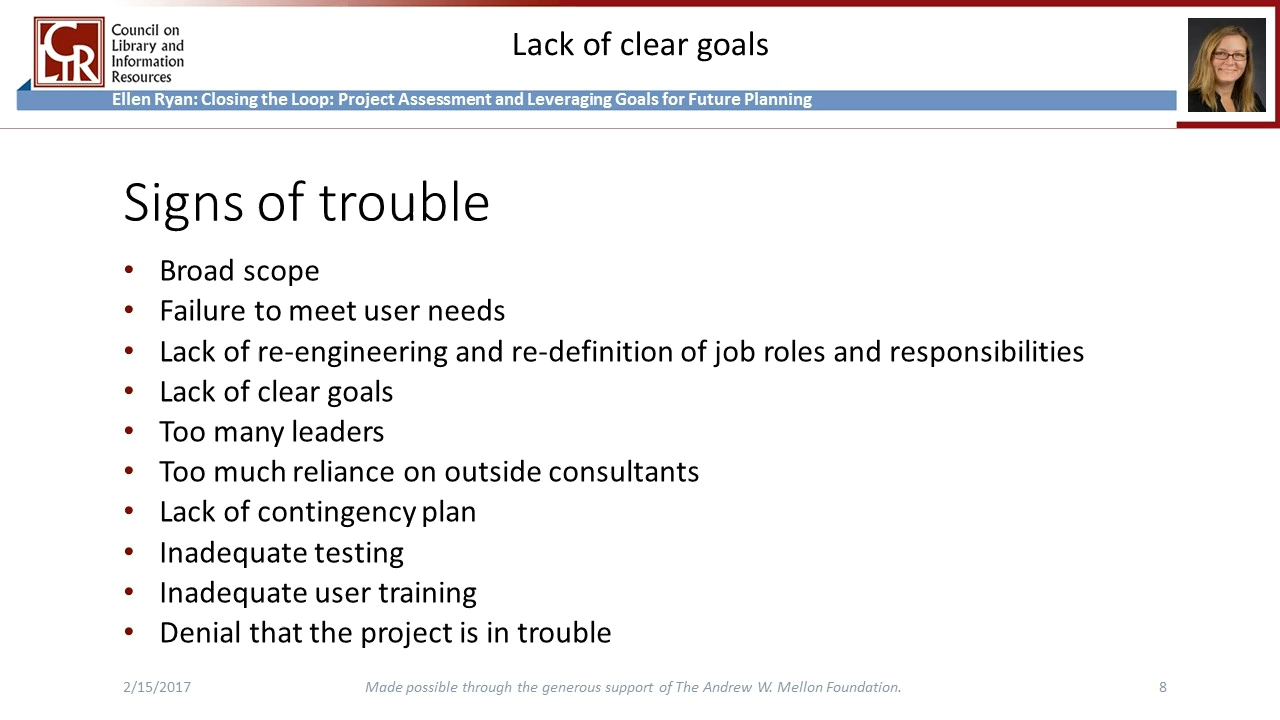 CLIR
Council on
Library and
Information
Resources
Lack of clear goals
Ellen Ryan: Closing the Loop: Project Assessment and Leveraging Goals for Future Planning
Signs of trouble
• Broad scope
• Failure to meet user needs
• Lack of re-engineering and re-definition of job roles and responsibilities
• Lack of clear goals
• Too many leaders
• Too much reliance on outside consultants
• Lack of contingency plan
• Inadequate testing
• Inadequate user training
• Denial that the project is in trouble
2/15/2017
Made possible through the generous support of The Andrew W. Mellon Foundation.
8